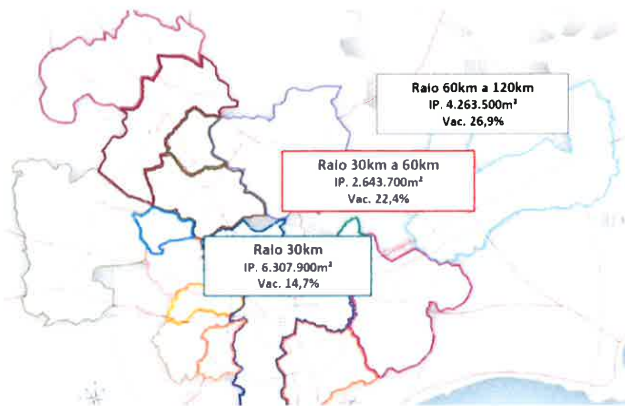 Raio 60km a 120km
IP. 4.263.500m²
Vac. 26,9%
Raio 30km a 60km
IP. 2.643.700m²
Vac. 22,4%
Raio 30km
IP. 6.307.900m²
Vac. 14,7%